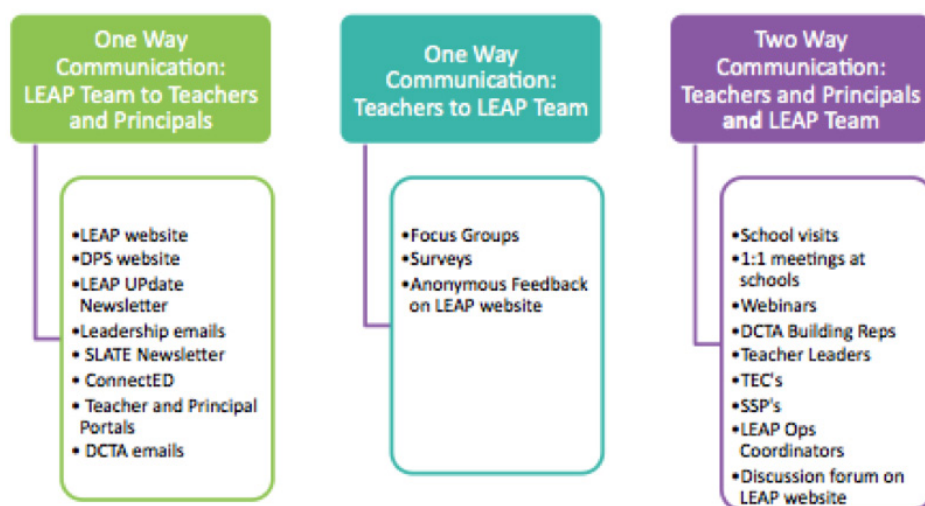 One Way
Communication:
LEAP Team to Teachers
and Principals
•LEAP website
•DPS website
•LEAP UPdate
Newsletter
•Leadership emails
• SLATE Newsletter
• ConnectED
• Teacher and Principal
Portals
• DCTA emails
One Way
Communication:
Teachers to LEAP Team
•Focus Groups
•Surveys
•Anonymous Feedback
on LEAP website
Two Way
Communication:
Teachers and Principals
and LEAP Team
•School visits
•1:1 meetings at
schools
•Webinars
•DCTA Building Reps
•Teacher Leaders
•TEC's
•SSP's
•LEAP Ops
Coordinators
•Discussion forum on
LEAP website